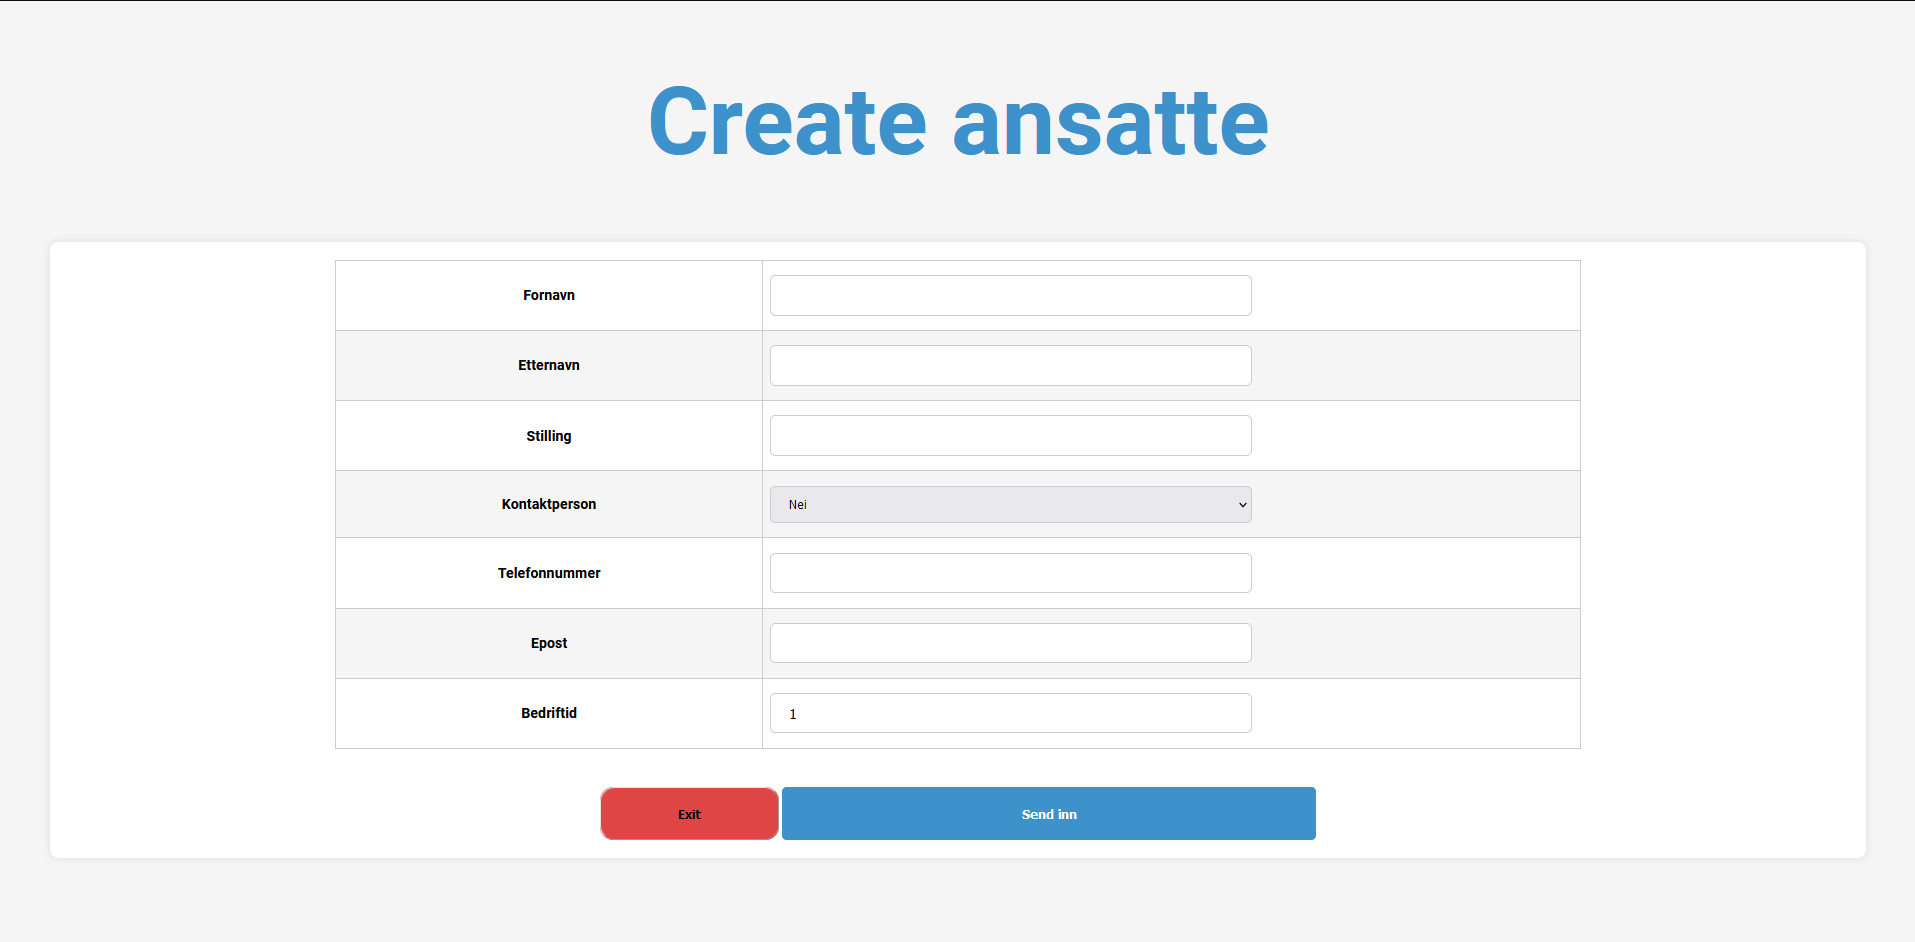 Create ansatte
Fornavn
Etternavn
Stilling
Kontaktperson
Nei
Telefonnummer
Epost
Bedriftid
1
Exit
Send inn